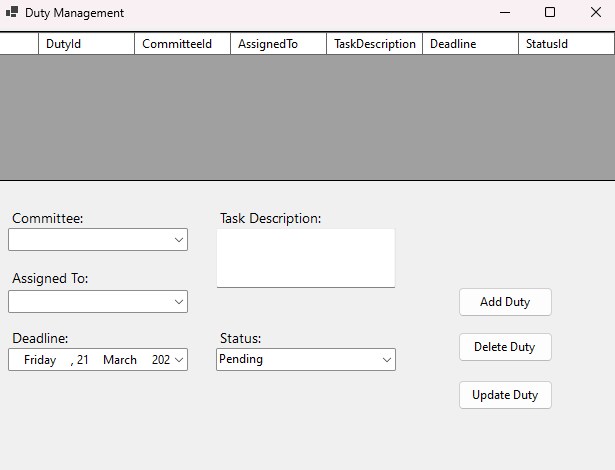 Duty Management
DutyId CommitteeId AssignedTo TaskDescription Deadline StatusId
Committee: Task Description:
Assigned To:
Add Duty
Deadline: Status:
Friday , 21 March 202 Pending
Delete Duty
Update Duty